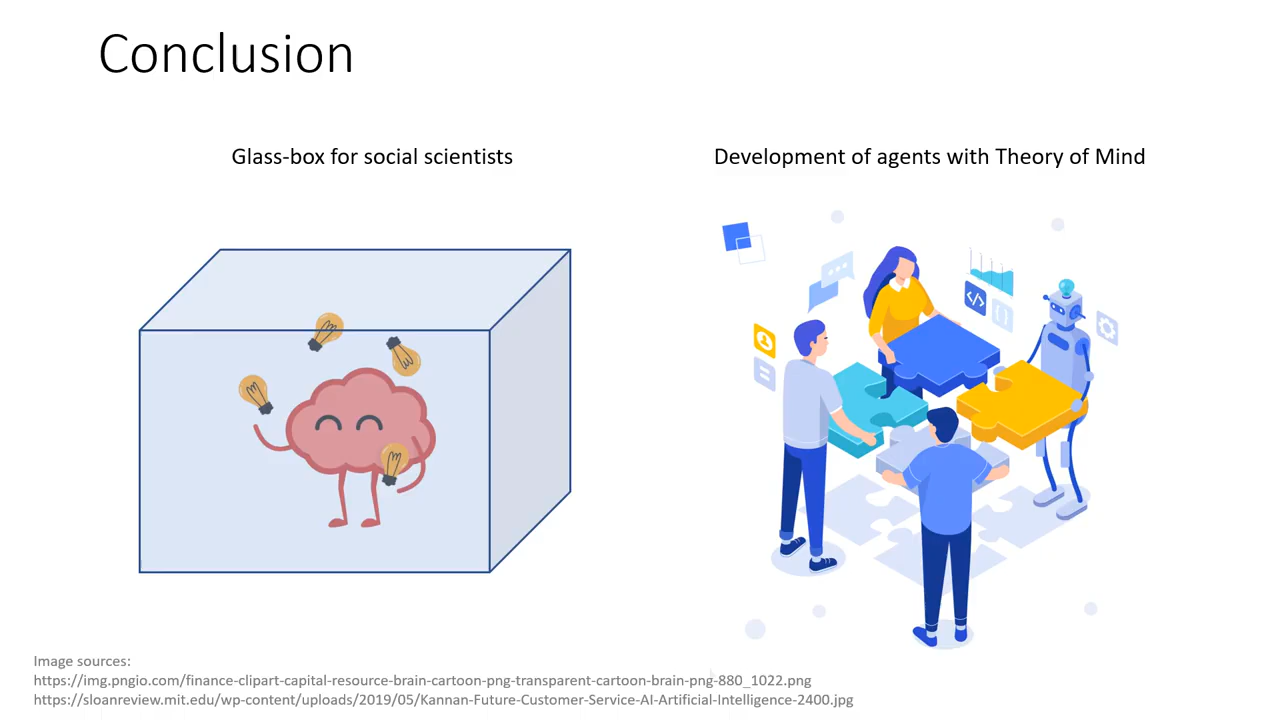 Conclusion
Glass-box for social scientists
Development of agents with Theory of Mind
Image sources:
https://img.pngio.com/finance-clipart-capital-resource-brain-cartoon-png-transparent-cartoon-brain-png-880_1022.png
https://sloanreview.mit.edu/wp-content/uploads/2019/05/Kannan-Future-Customer-Service-AI-Artificial-Intelligence-2400.jpg